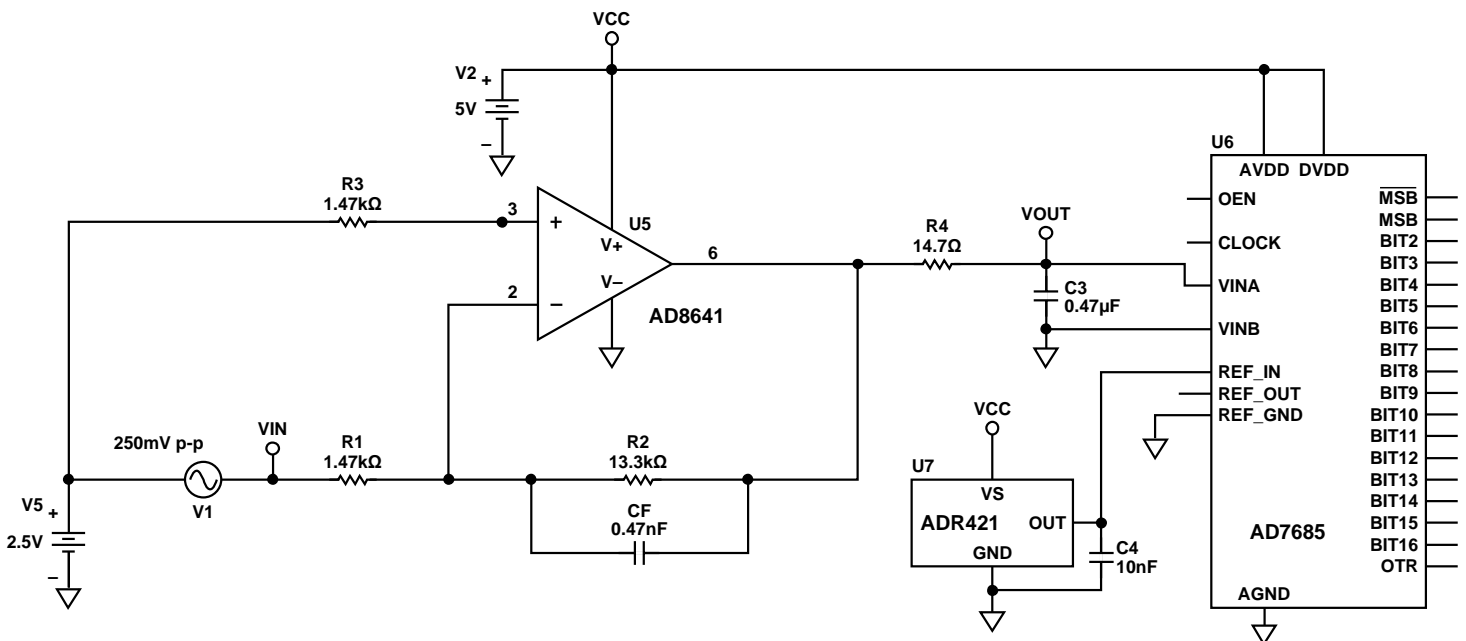 VCC
V2
+
5V
–
R3
1.47kΩ
3
+
U5
V+
V–
2
–
6
AD8641
R4
14.7Ω
VOUT
C3
0.47µF
U6
AVDD DVDD
OEN
CLOCK
VINA
VINB
REF_IN
REF_OUT
REF_GND
MSB
MSB
BIT2
BIT3
BIT4
BIT5
BIT6
BIT7
BIT8
BIT9
BIT10
BIT11
BIT12
BIT13
BIT14
BIT15
BIT16
OTR
AD7685
AGND
250mV p-p
VIN
V1
R1
1.47kΩ
R2
13.3kΩ
CF
0.47nF
V5
+
2.5V
–
VCC
U7
VS
ADR421
OUT
GND
C4
10nF